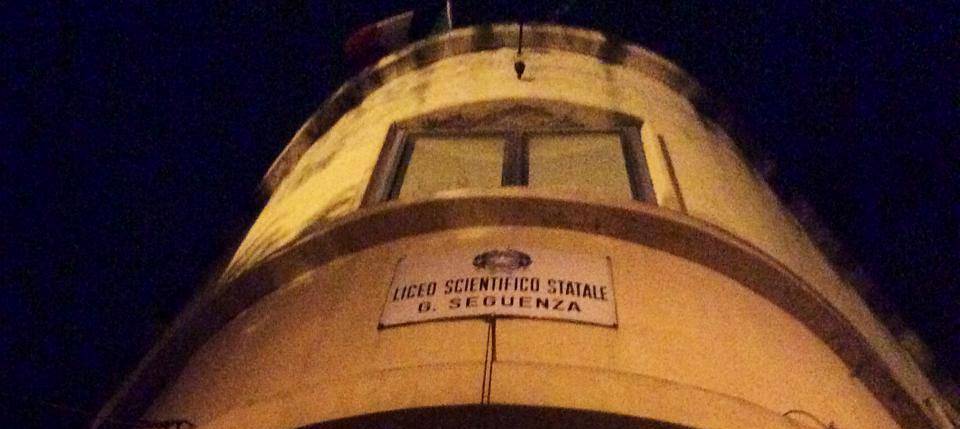 LICEO SCIENTIFICO STATALE
G. SEGUENZA